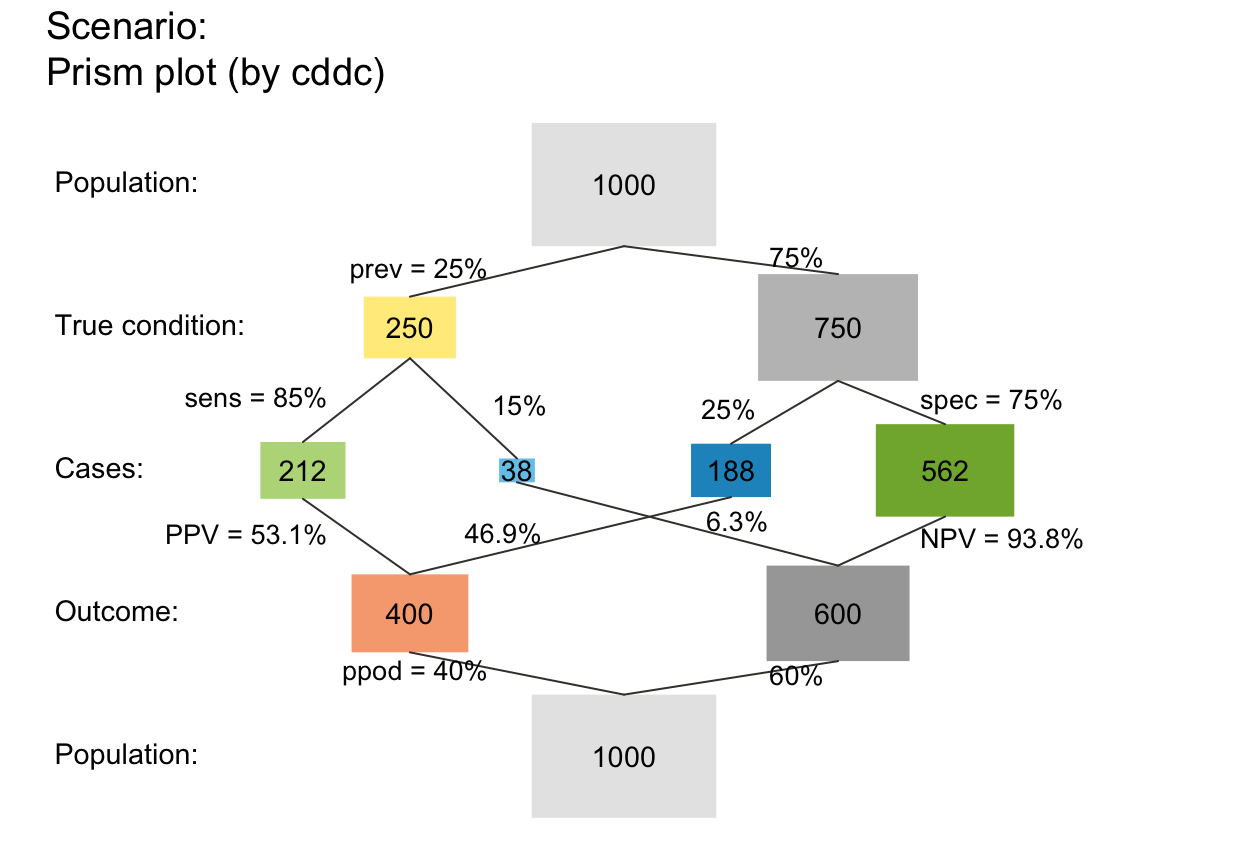 Scenario:
Prism plot (by cddc)
Population:
1000
prev = 25%
75%
True condition:
250
750
sens = 85%
15%
25%
spec = 75%
Cases:
212
38
188
562
PPV = 53.1%
46.9%
6.3%
NPV = 93.8%
Outcome:
400
600
ppod = 40%
60%
Population:
1000